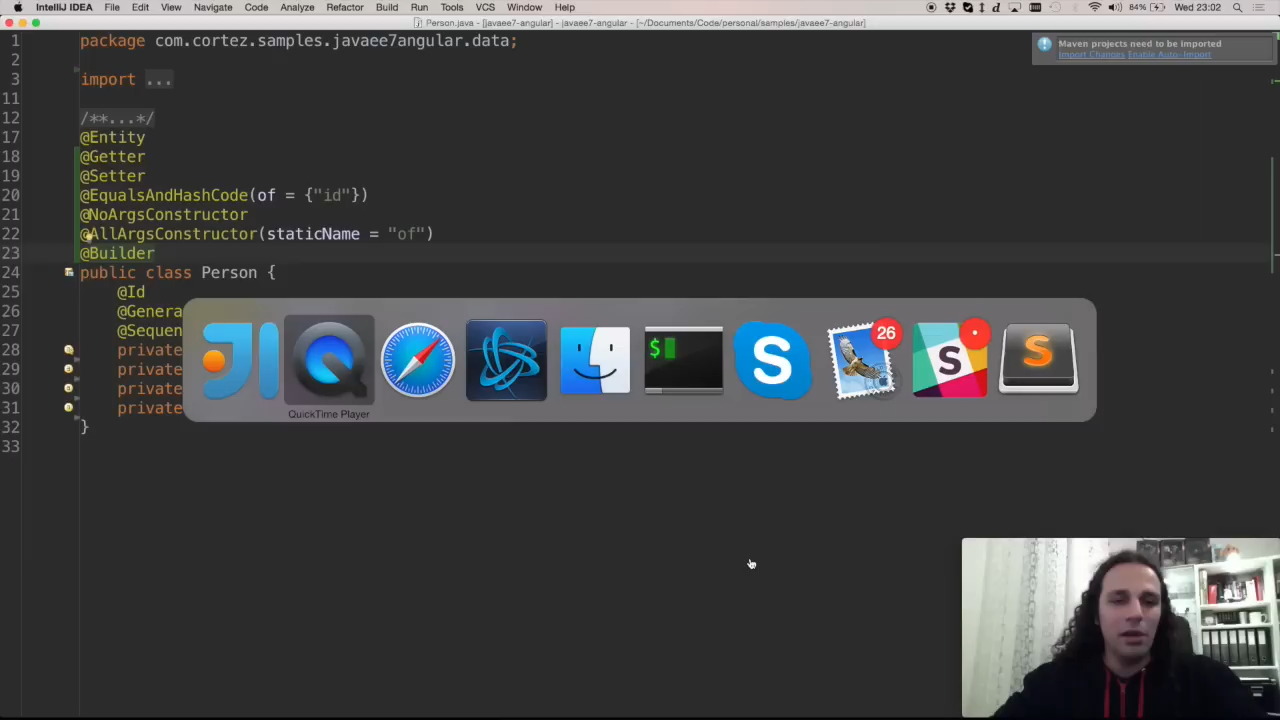 IntelliJ IDEA File Edit View Navigate Code Analyze Refactor Build Run Tools VCS Window Help 84% Wed 23:02
Person.java - [javaee7-angular] - javaee7-angular - [~/Documents/Code/personal/samples/javaee7-angular]
Maven projects need to be imported
Import Changes Enable Auto-Import
1 package com.cortez.samples.javaee7angular.data;
2
3 import ...
11
12 /**...*/
17 @Entity
18 @Getter
19 @Setter
20 @EqualsAndHashCode(of = {"id"})
21 @NoArgsConstructor
22 @AllArgsConstructor(staticName = "of")
23 @Builder
24 public class Person {
25 @Id
26 @Genera
27 @Sequen
28 private
29 private
30 private
31 private
32 }
33
$
S
26
S
S
QuickTime Player